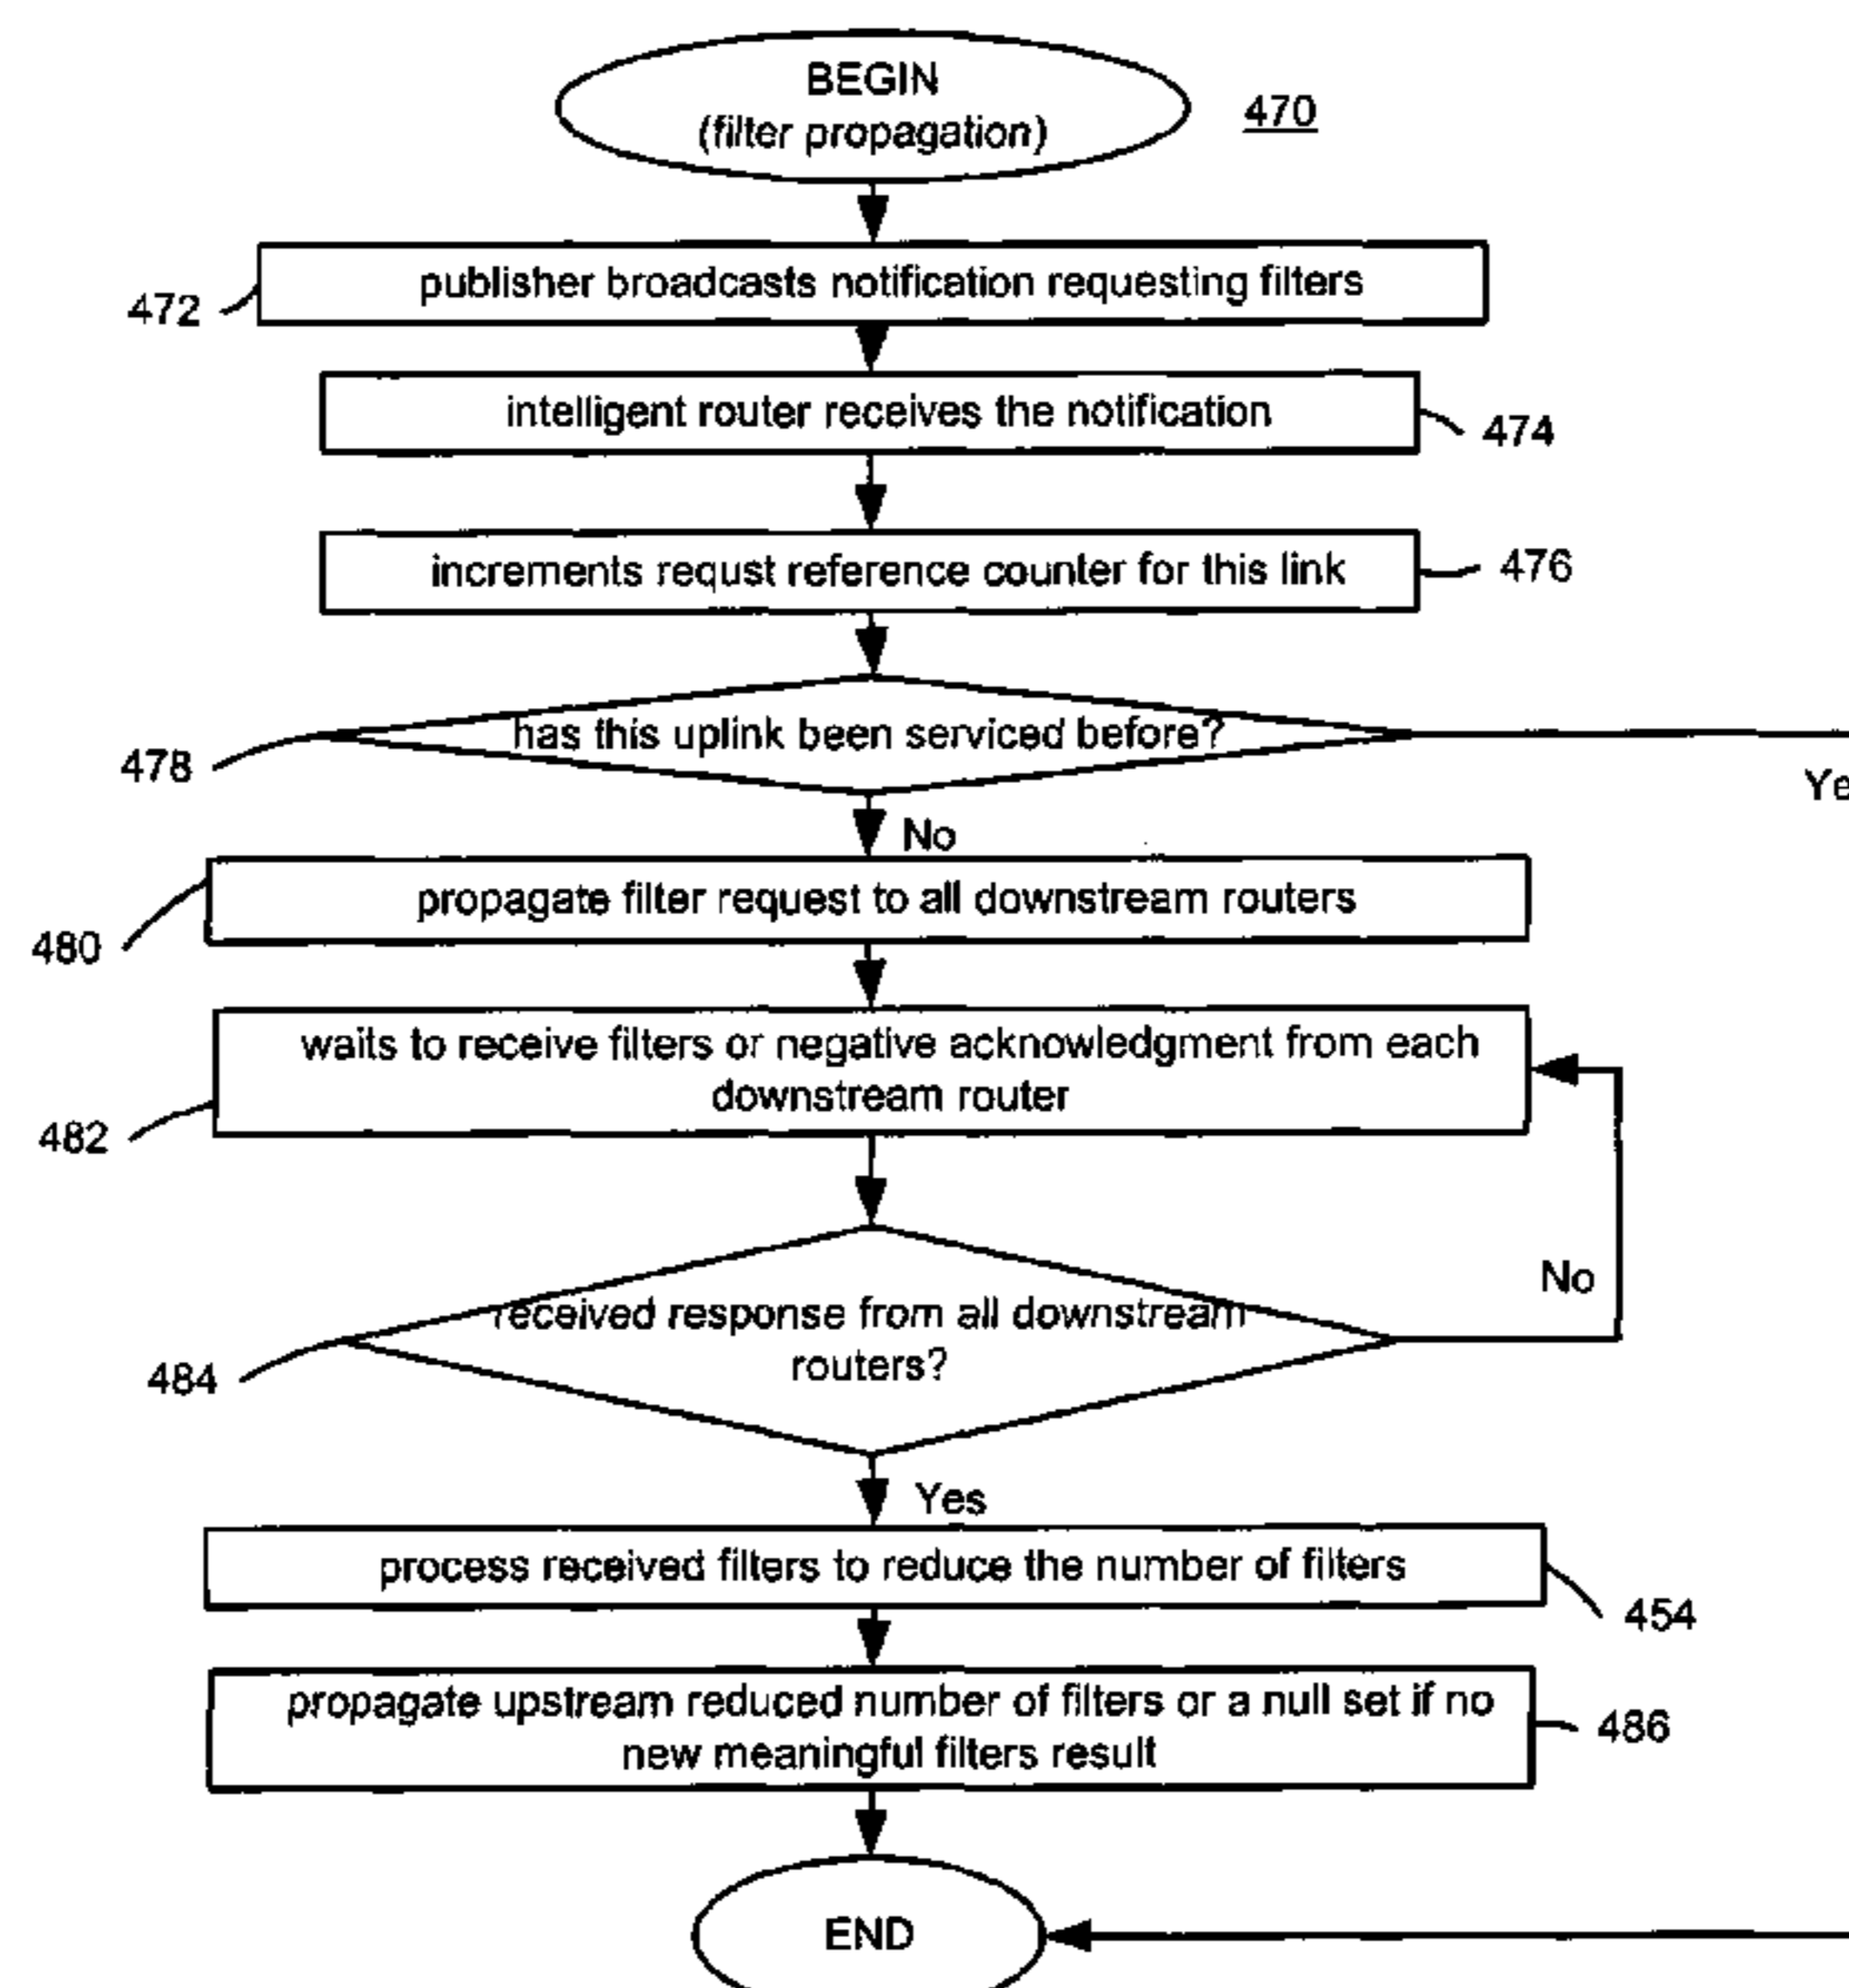 BEGIN
(filter propagation)
470
publisher broadcasts notification requesting filters
472
intelligent router receives the notification
474
increments requst reference counter for this link
476
has this uplink been serviced before?
478
Ye
No
propagate filter request to all downstream routers
480
waits to receive filters or negative acknowledgment from each
downstream router
482
No
received response from all downstream
routers?
484
Yes
process received filters to reduce the number of filters
454
propagate upstream reduced number of filters or a null set if no
new meaningful filters result
486
END